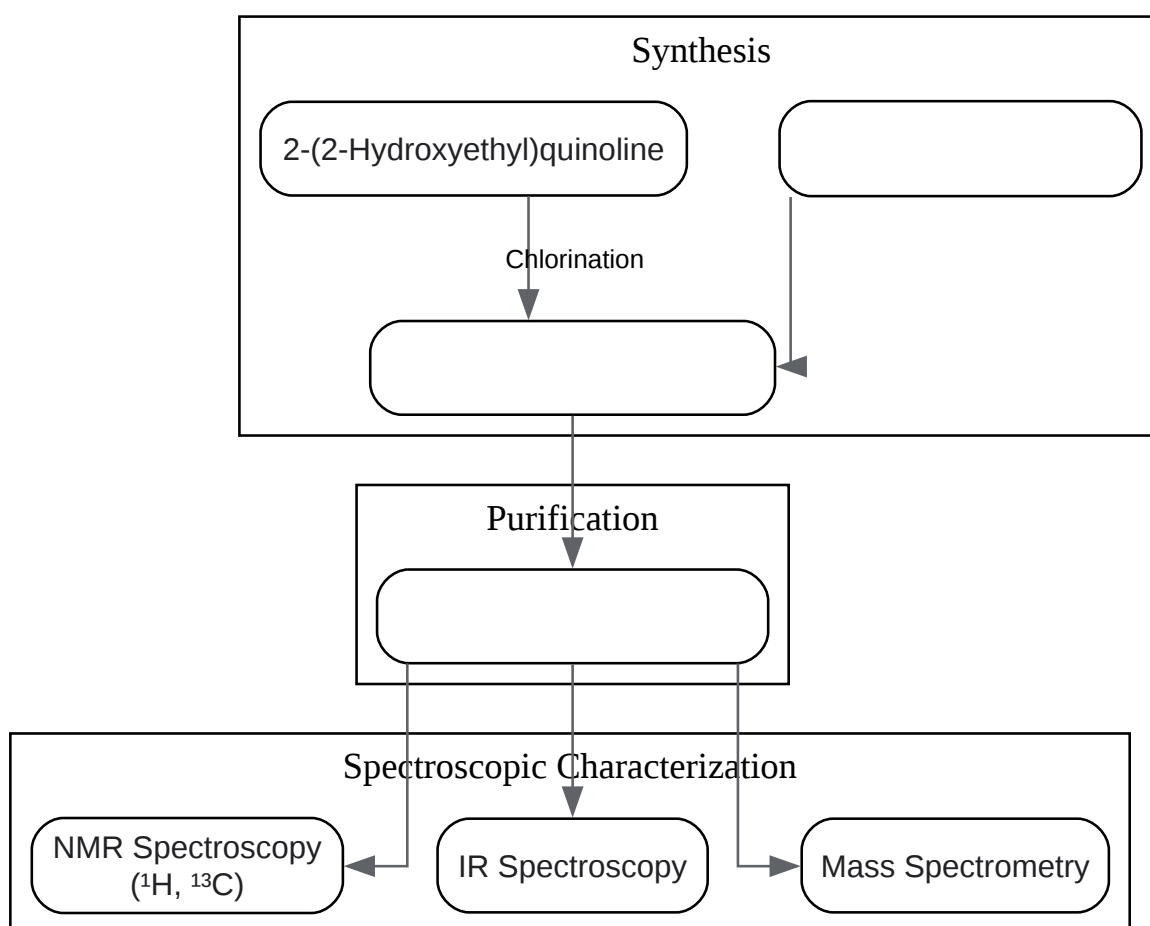 Synthesis
2-(2-Hydroxyethyl)quinoline
Chlorination
Purification
Spectroscopic Characterization
NMR Spectroscopy
(¹H, ¹³C)
IR Spectroscopy
Mass Spectrometry